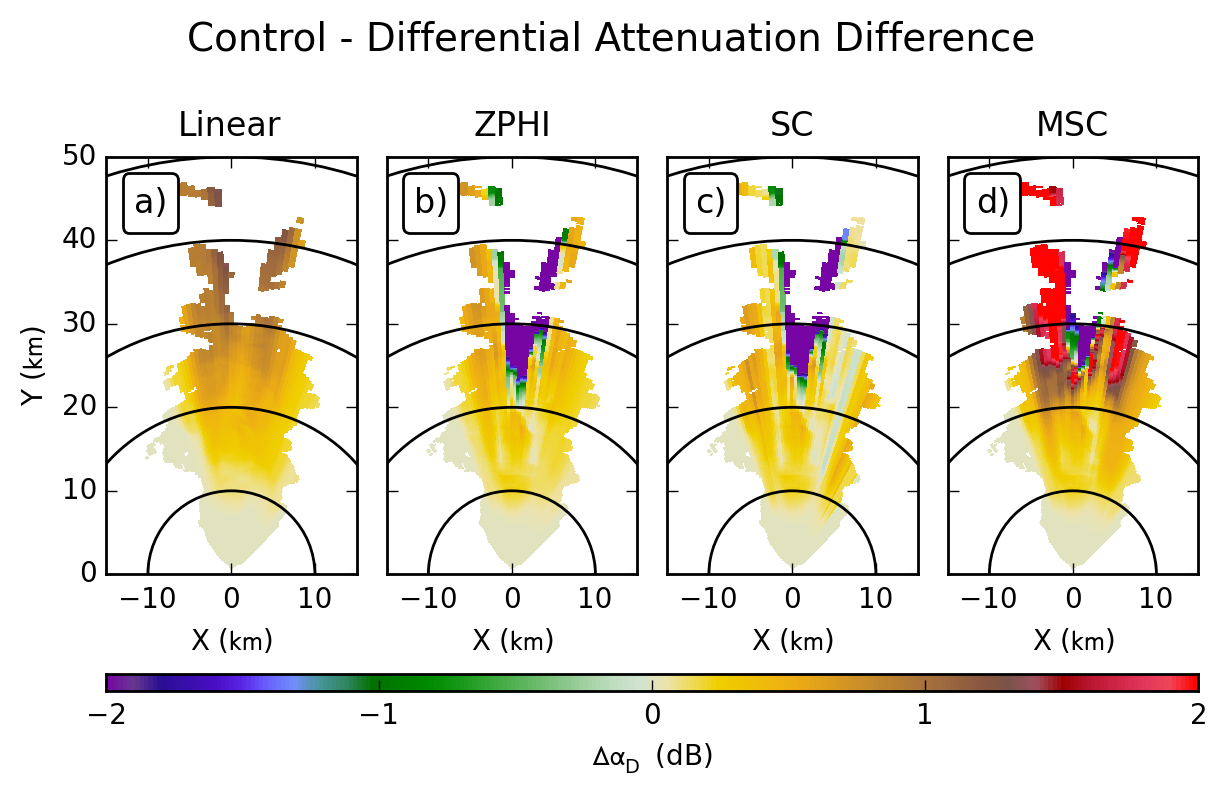 Control - Differential Attenuation Difference
Linear ZPHI SC MSC
a) b) c) d)
50
40
30
20
10
0
Y (km)
−10 0 10 −10 0 10 −10 0 10 −10 0 10
X (km) X (km) X (km) X (km)
−2 −1 0 1 2
Δα_D (dB)